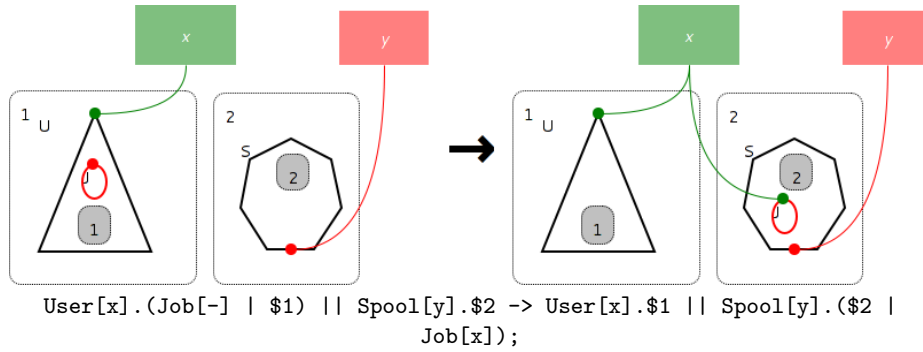 x y x y
1 U 2 1 U 2
S S
J 2 2
J
1 1
User[x].(Job[-] | $1) || Spool[y].$2 -> User[x].$1 || Spool[y].($2 |
Job[x]);